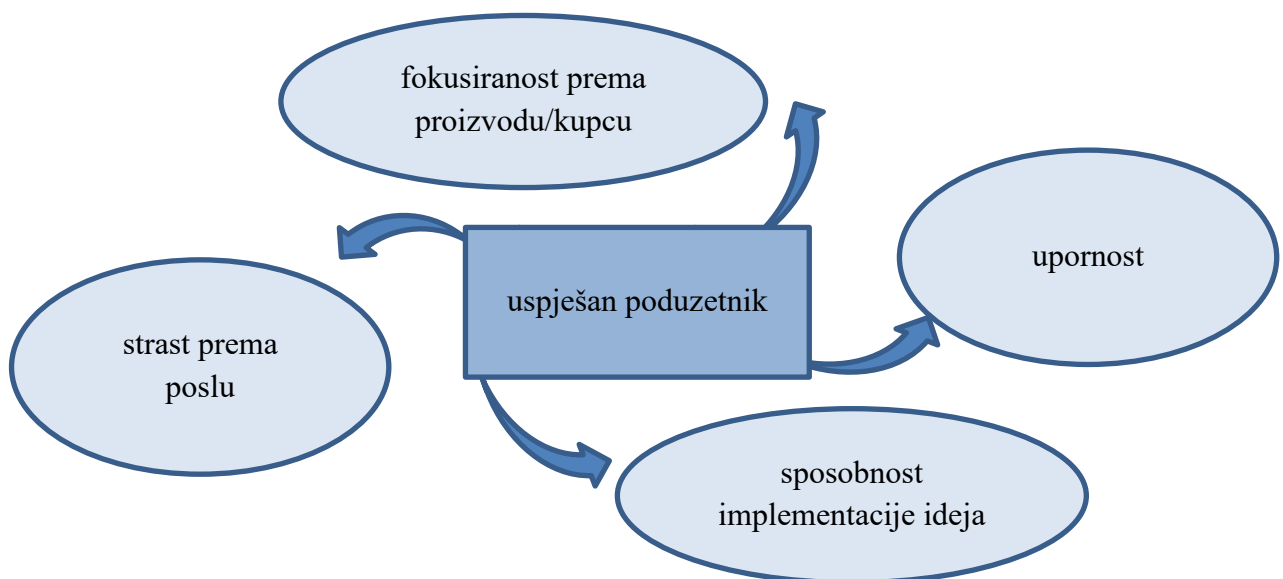 fokusiranost prema
proizvodu/kupcu
upornost
uspješan poduzetnik
strast prema
poslu
sposobnost
implementacije ideja